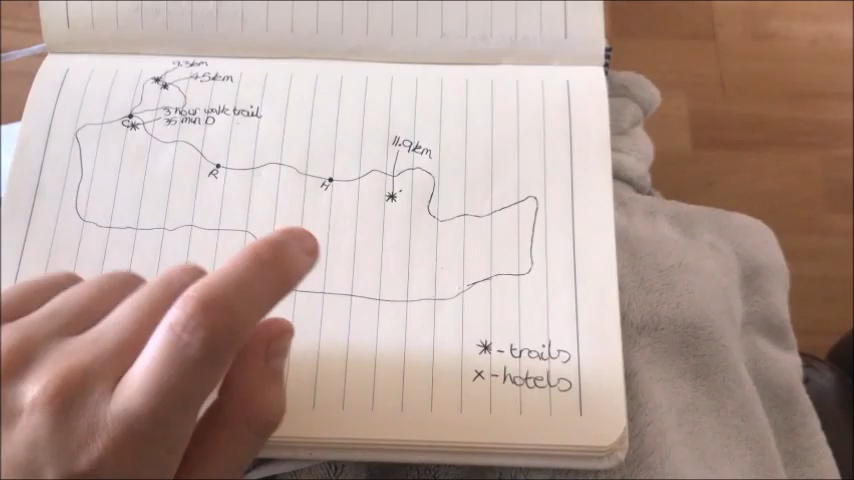 9.3km
4.5km
3 hour walk trail
C
35 min D
11.9km
R
H
* - trails
x - hotels